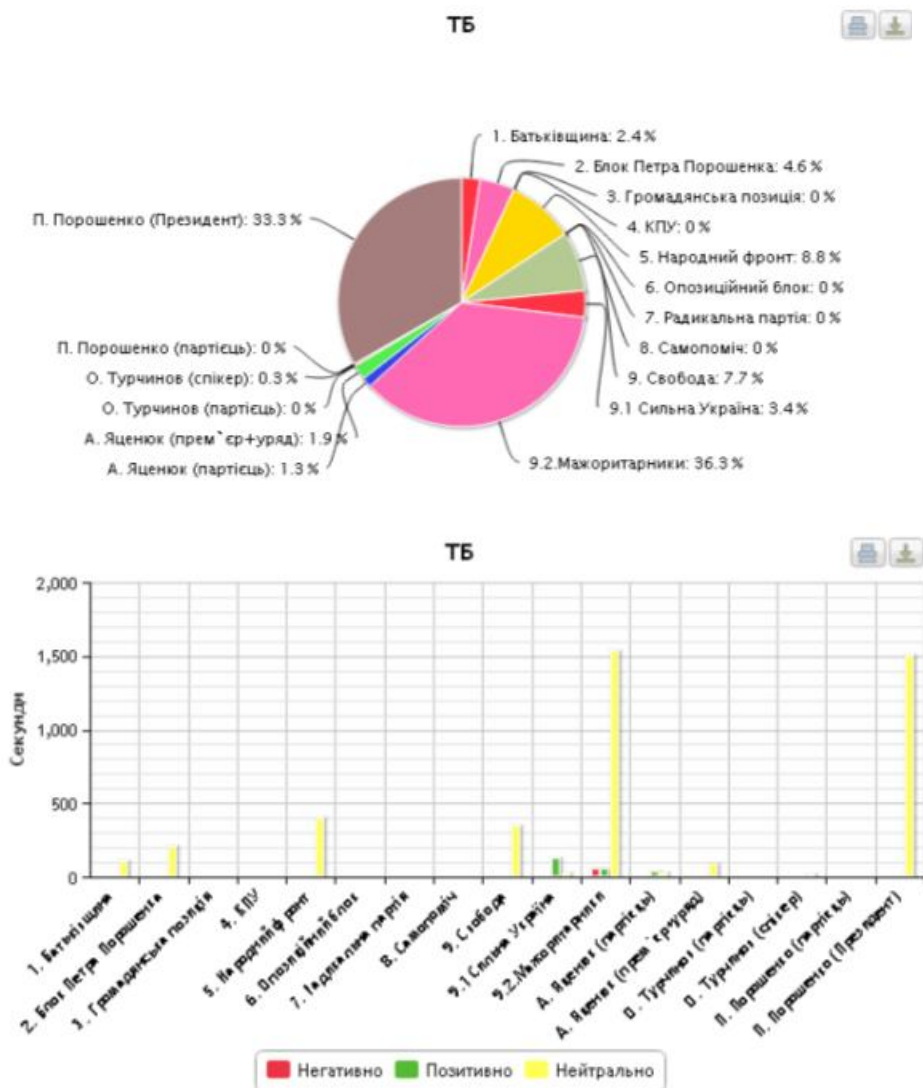 ТБ
1. Батьківщина: 2.4 %
2. Блок Петра Порошенка: 4.6 %
П. Порошенко (Президент): 33.3 %
3. Громадянська позиція: 0 %
4. КПУ: 0 %
5. Народний фронт: 8.8 %
6. Опозиційний блок: 0 %
7. Радикальна партія: 0 %
П. Порошенко (партієць): 0 %
8. Самопоміч: 0 %
О. Турчинов (спікер): 0.3 %
9. Свобода: 7.7 %
О. Турчинов (партієць): 0 %
9.1 Сильна Україна: 3.4 %
А. Яценюк (прем`єр+уряд): 1.9 %
А. Яценюк (партієць): 1.3 %
9.2.Мажоритарники: 36.3 %
ТБ
2,000
1,500
1,000
500
0
Секунди
1. Батьківщина
2. Блок Петра Порошенка
3. Громадянська позиція
4. КПУ
5. Народний фронт
6. Опозиційний блок
7. Радикальна партія
8. Самопоміч
9. Свобода
9.1 Сильна Україна
9.2.Мажоритарники
А. Яценюк (партієць)
А. Яценюк (прем`єр+уряд)
О. Турчинов (партієць)
О. Турчинов (спікер)
П. Порошенко (партієць)
П. Порошенко (Президент)
Негативно Позитивно Нейтрально